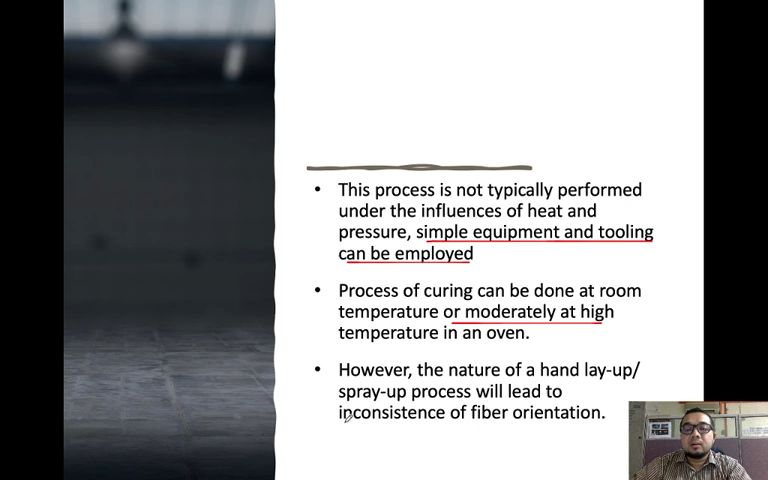 • This process is not typically performed
under the influences of heat and
pressure, simple equipment and tooling
can be employed
• Process of curing can be done at room
temperature or moderately at high
temperature in an oven.
• However, the nature of a hand lay-up/
spray-up process will lead to
inconsistence of fiber orientation.